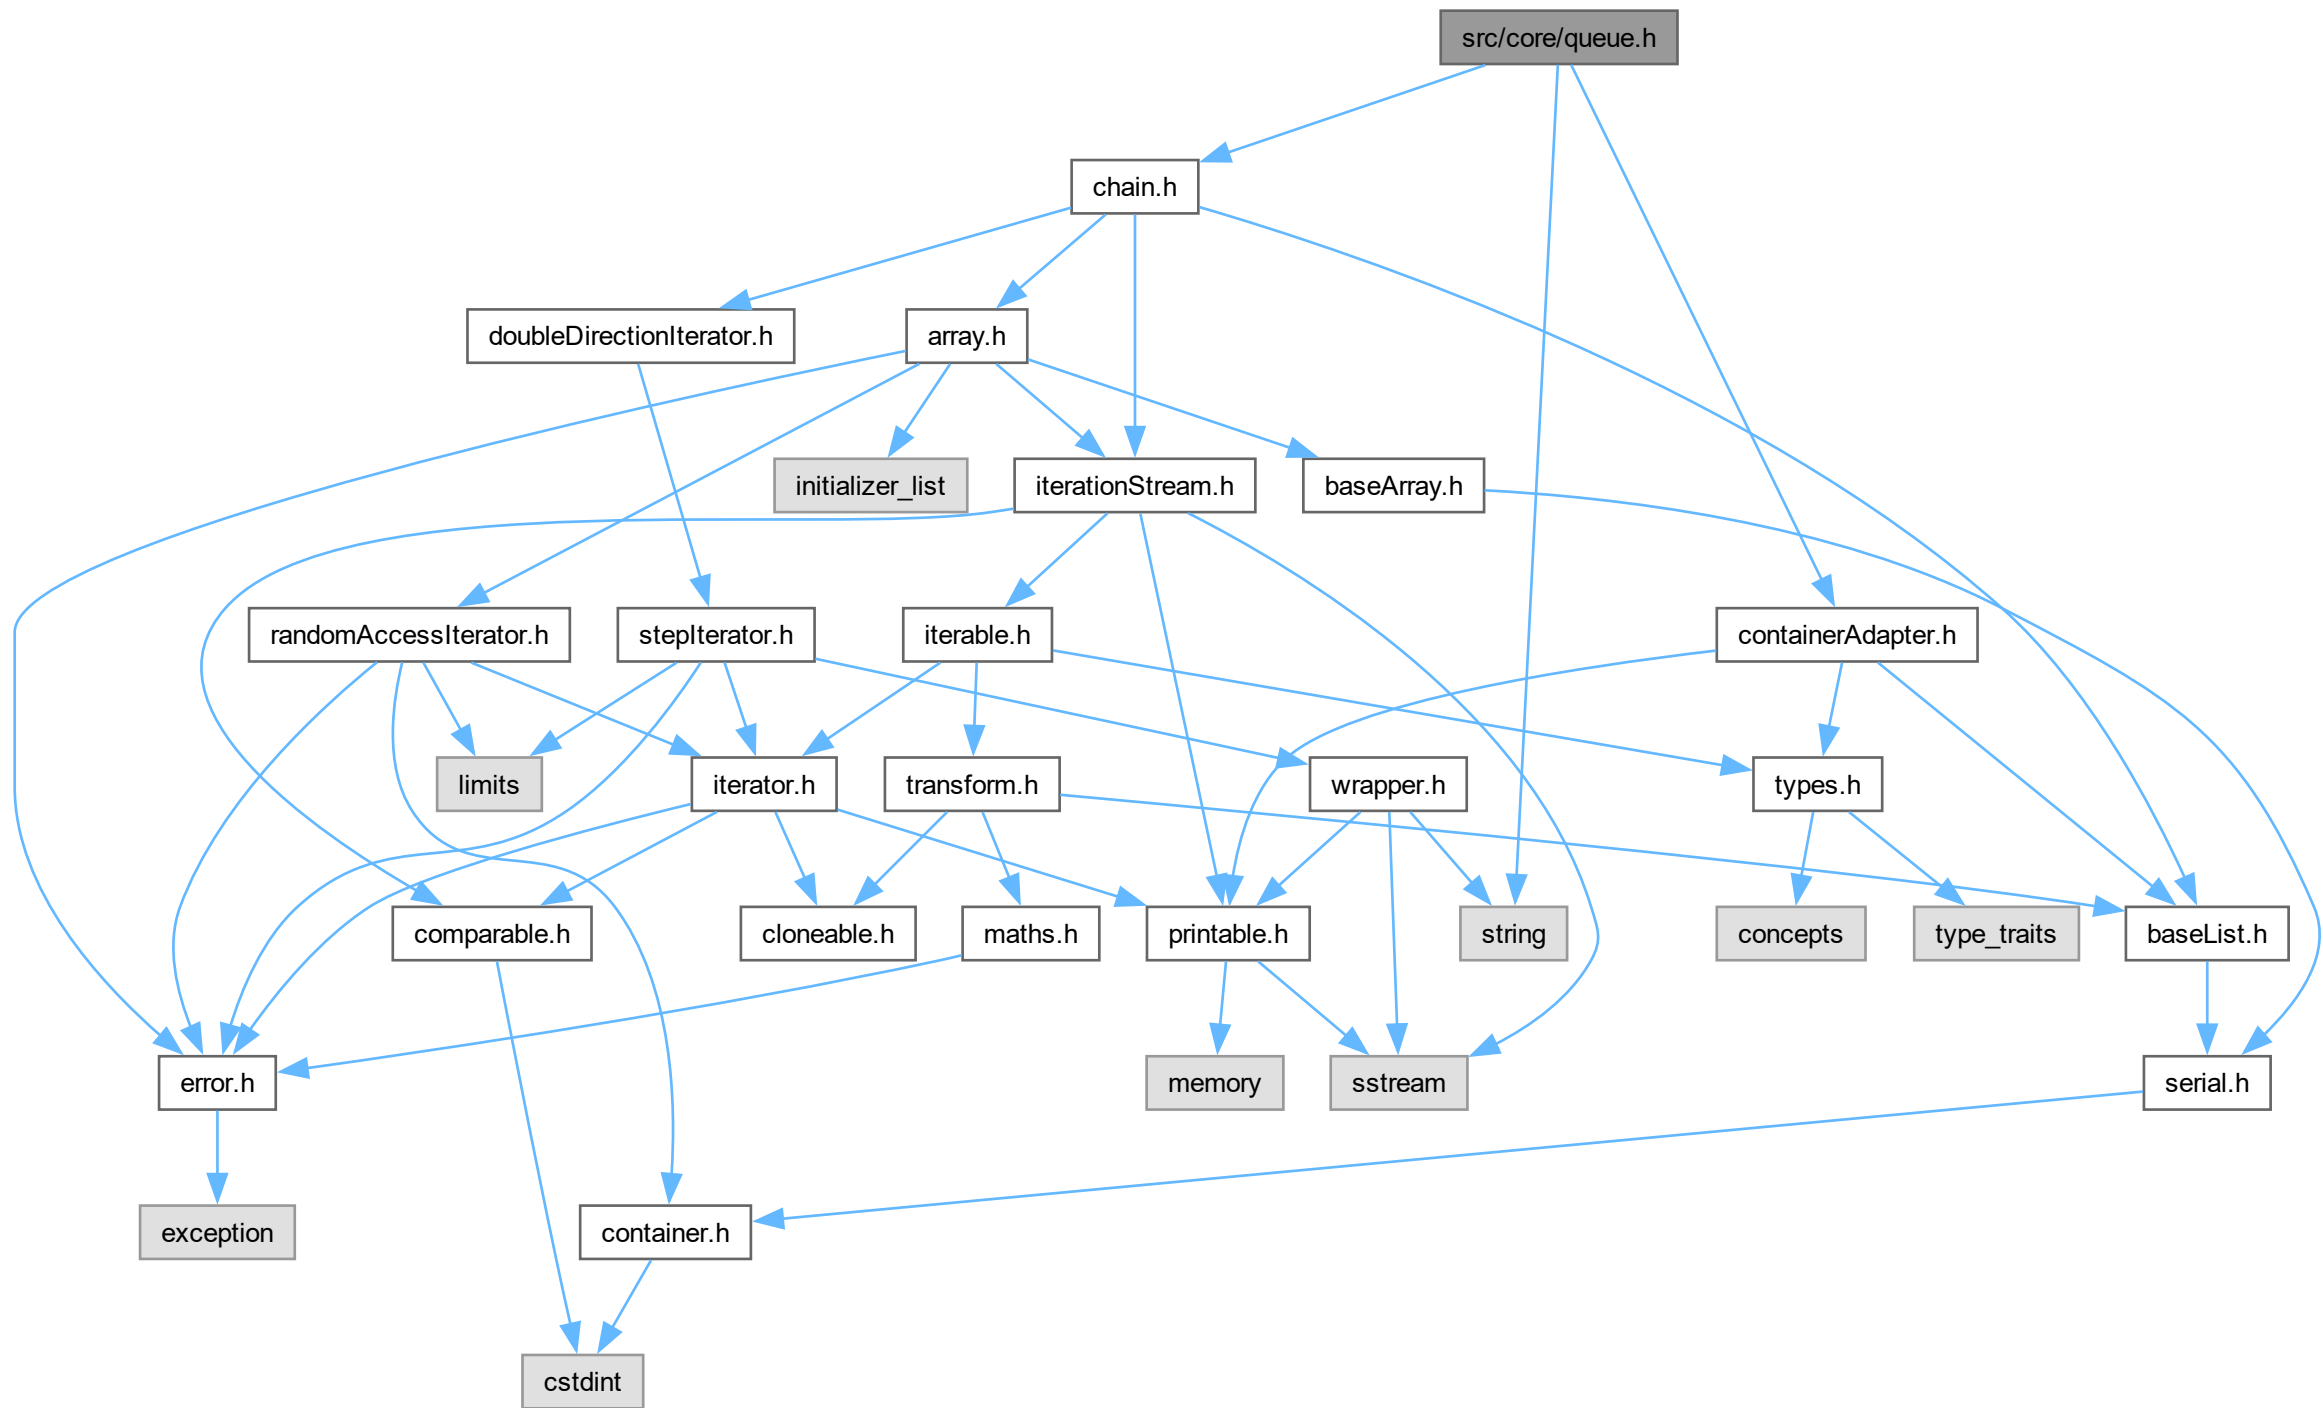 src/core/queue.h
chain.h
doubleDirectionIterator.h
array.h
initializer_list
iterationStream.h
baseArray.h
randomAccessIterator.h
stepIterator.h
iterable.h
containerAdapter.h
limits
iterator.h
transform.h
wrapper.h
types.h
comparable.h
cloneable.h
maths.h
printable.h
string
concepts
type_traits
baseList.h
error.h
memory
sstream
serial.h
exception
container.h
cstdint